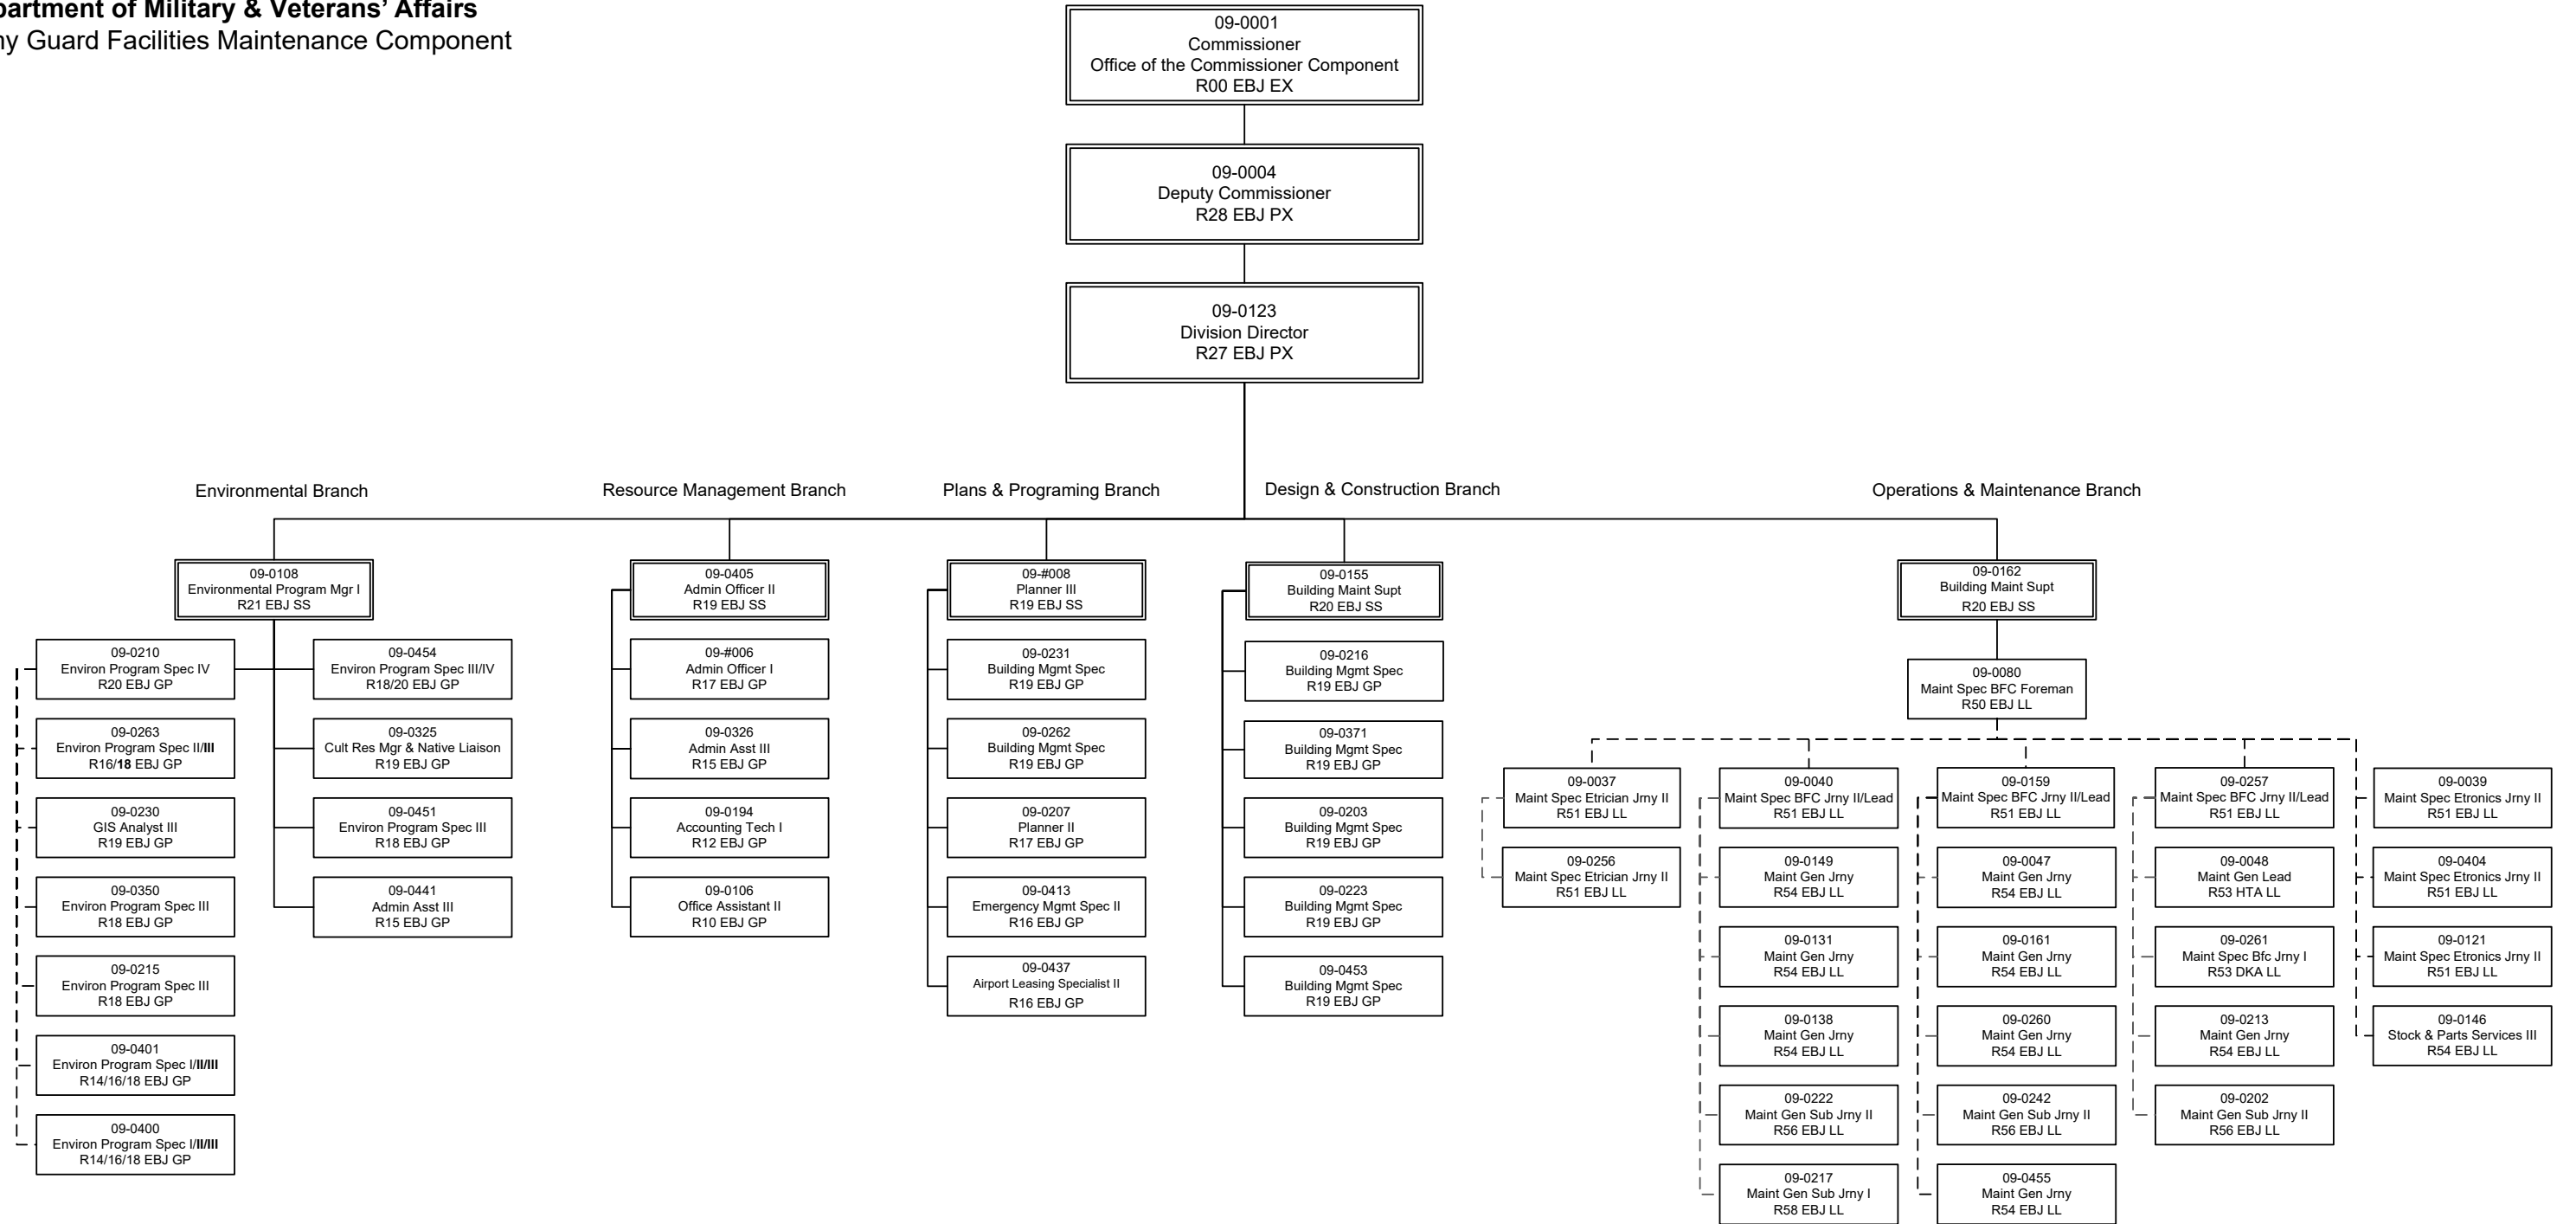 partment of Military & Veterans' Affairs
ny Guard Facilities Maintenance Component
09-0001
Commissioner
Office of the Commissioner Component
R00 EBJ EX
09-0004
Deputy Commissioner
R28 EBJ PX
09-0123
Division Director
R27 EBJ PX
Environmental Branch
09-0108
Environmental Program Mgr I
R21 EBJ SS
09-0210
Environ Program Spec IV
R20 EBJ GP
09-0263
Environ Program Spec II/III
R16/18 EBJ GP
09-0230
GIS Analyst III
R19 EBJ GP
09-0350
Environ Program Spec III
R18 EBJ GP
09-0215
Environ Program Spec III
R18 EBJ GP
09-0401
Environ Program Spec I/II/III
R14/16/18 EBJ GP
09-0400
Environ Program Spec I/II/III
R14/16/18 EBJ GP
09-0454
Environ Program Spec III/IV
R18/20 EBJ GP
09-0325
Cult Res Mgr & Native Liaison
R19 EBJ GP
09-0451
Environ Program Spec III
R18 EBJ GP
09-0441
Admin Asst III
R15 EBJ GP
Resource Management Branch
09-0405
Admin Officer II
R19 EBJ SS
09-#006
Admin Officer I
R17 EBJ GP
09-0326
Admin Asst III
R15 EBJ GP
09-0194
Accounting Tech I
R12 EBJ GP
09-0106
Office Assistant II
R10 EBJ GP
Plans & Programing Branch
09-#008
Planner III
R19 EBJ SS
09-0231
Building Mgmt Spec
R19 EBJ GP
09-0262
Building Mgmt Spec
R19 EBJ GP
09-0207
Planner II
R17 EBJ GP
09-0413
Emergency Mgmt Spec II
R16 EBJ GP
09-0437
Airport Leasing Specialist II
R16 EBJ GP
Design & Construction Branch
09-0155
Building Maint Supt
R20 EBJ SS
09-0216
Building Mgmt Spec
R19 EBJ GP
09-0371
Building Mgmt Spec
R19 EBJ GP
09-0203
Building Mgmt Spec
R19 EBJ GP
09-0223
Building Mgmt Spec
R19 EBJ GP
09-0453
Building Mgmt Spec
R19 EBJ GP
Operations & Maintenance Branch
09-0162
Building Maint Supt
R20 EBJ SS
09-0080
Maint Spec BFC Foreman
R50 EBJ LL
09-0037
Maint Spec Etrician Jrny II
R51 EBJ LL
09-0256
Maint Spec Etrician Jrny II
R51 EBJ LL
09-0040
Maint Spec BFC Jrny II/Lead
R51 EBJ LL
09-0149
Maint Gen Jrny
R54 EBJ LL
09-0131
Maint Gen Jrny
R54 EBJ LL
09-0138
Maint Gen Jrny
R54 EBJ LL
09-0222
Maint Gen Sub Jrny II
R56 EBJ LL
09-0217
Maint Gen Sub Jrny I
R58 EBJ LL
09-0159
Maint Spec BFC Jrny II/Lead
R51 EBJ LL
09-0047
Maint Gen Jrny
R54 EBJ LL
09-0161
Maint Gen Jrny
R54 EBJ LL
09-0260
Maint Gen Jrny
R54 EBJ LL
09-0242
Maint Gen Sub Jrny II
R56 EBJ LL
09-0455
Maint Gen Jrny
R54 EBJ LL
09-0257
Maint Spec BFC Jrny II/Lead
R51 EBJ LL
09-0048
Maint Gen Lead
R53 HTA LL
09-0261
Maint Spec Bfc Jrny I
R53 DKA LL
09-0213
Maint Gen Jrny
R54 EBJ LL
09-0202
Maint Gen Sub Jrny II
R56 EBJ LL
09-0039
Maint Spec Etronics Jrny II
R51 EBJ LL
09-0404
Maint Spec Etronics Jrny II
R51 EBJ LL
09-0121
Maint Spec Etronics Jrny II
R51 EBJ LL
09-0146
Stock & Parts Services III
R54 EBJ LL